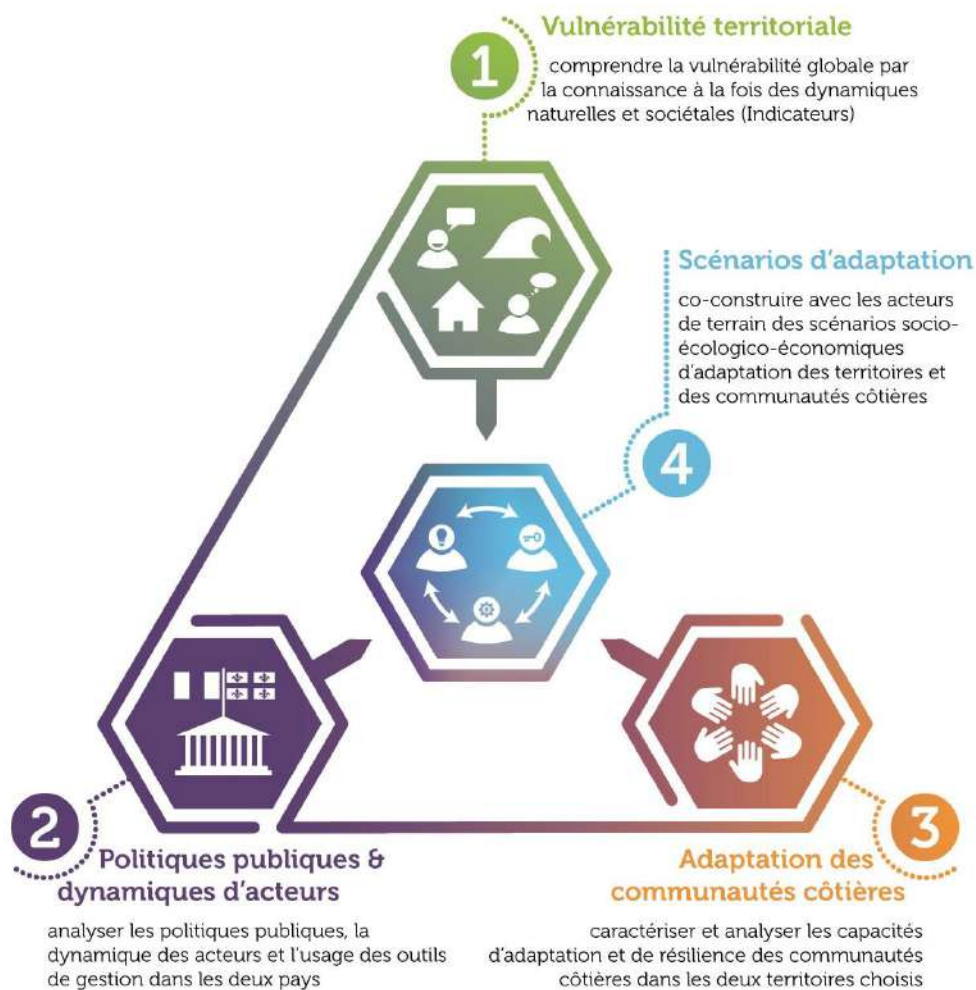 Vulnérabilité territoriale
1
comprendre la vulnérabilité globale par
la connaissance à la fois des dynamiques
naturelles et sociétales (Indicateurs)
Scénarios d'adaptation
co-construire avec les acteurs
de terrain des scénarios socio-
écologico-économiques
d'adaptation des territoires et
des communautés côtières
4
2
Politiques publiques &
dynamiques d'acteurs
analyser les politiques publiques, la
dynamique des acteurs et l'usage des outils
de gestion dans les deux pays
3
Adaptation des
communautés côtières
caractériser et analyser les capacités
d'adaptation et de résilience des communautés
côtières dans les deux territoires choisis